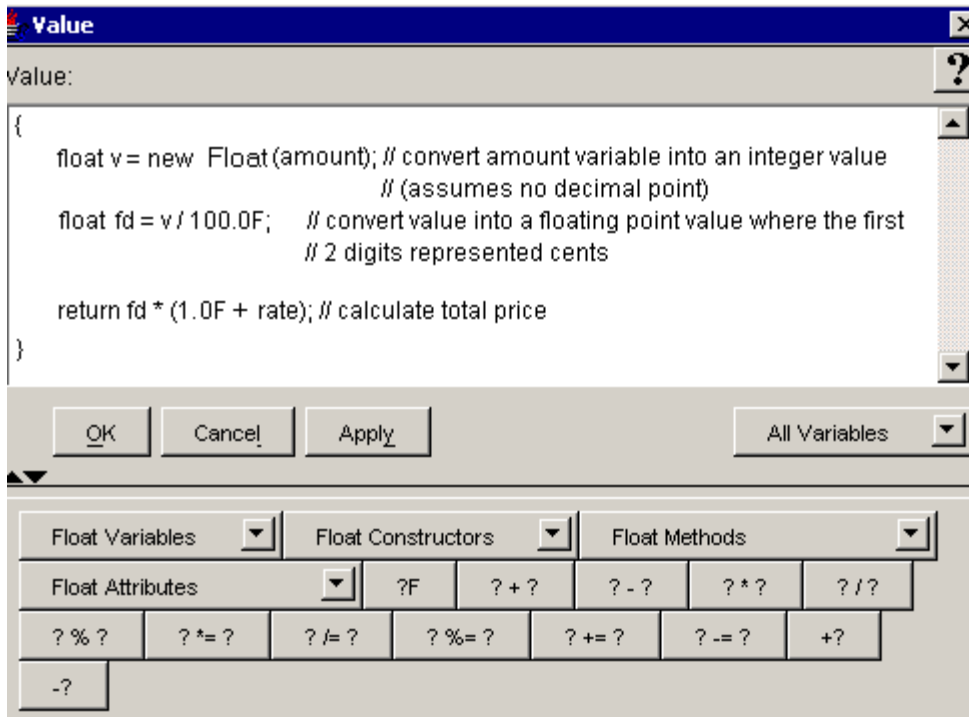 Value
Value:
?
{
float v = new Float (amount); // convert amount variable into an integer value
// (assumes no decimal point)
float fd = v / 100.0F; // convert value into a floating point value where the first
// 2 digits represented cents
return fd * (1.0F + rate); // calculate total price
}
OK Cancel Apply All Variables
Float Variables Float Constructors Float Methods
Float Attributes ?F ? + ? ? - ? ? * ? ? / ?
? % ? ? *= ? ? /= ? ? %= ? ? += ? ? -= ? +?
-?